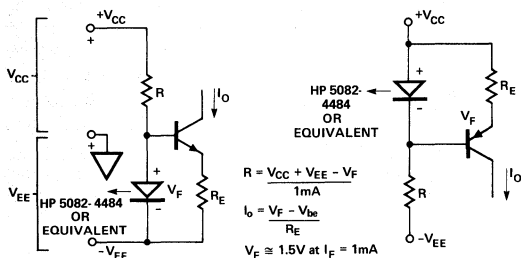 +V_CC
+
V_CC
R
I_O
+
V_EE
+
V_F
-
HP 5082-4484
OR
EQUIVALENT
R_E
-V_EE
R = V_CC + V_EE − V_F / 1mA
I_o = V_F − V_be / R_E
V_F ≅ 1.5V at I_F = 1mA
+V_CC
+
HP 5082-
4484
OR
EQUIVALENT
-
R_E
V_F
R
I_O
-V_EE